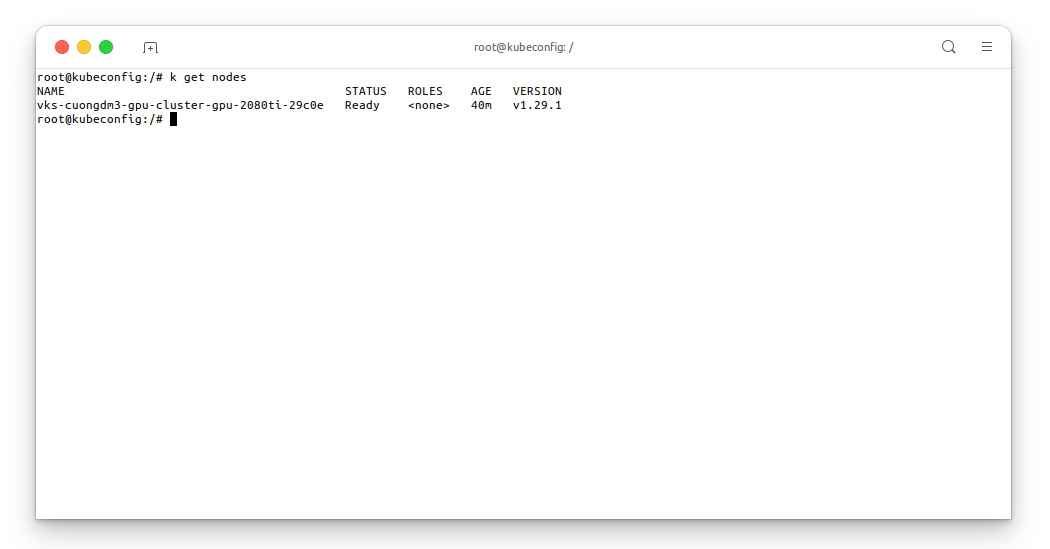 root@kubeconfig: /
root@kubeconfig:/# k get nodes
NAME STATUS ROLES AGE VERSION
vks-cuongdm3-gpu-cluster-gpu-2080ti-29c0e Ready <none> 40m v1.29.1
root@kubeconfig:/#